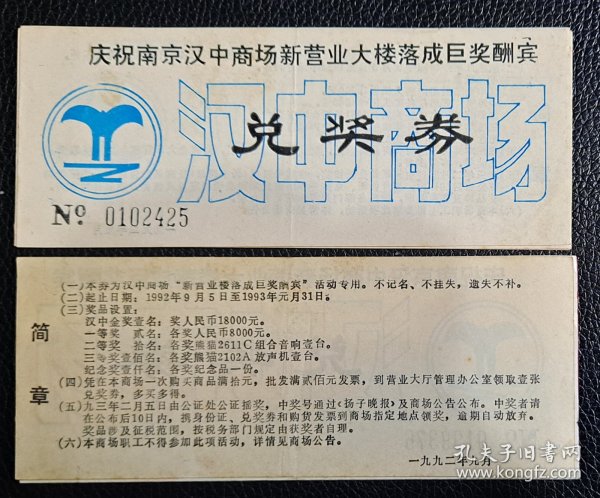 庆祝南京汉中商场新营业大楼落成巨奖酬宾
汉中商场
兑奖券
Nº 0102425
简章
(一)本券为汉中商场“新营业楼落成巨奖酬宾”活动专用。不记名、不挂失，遗失不补。
(二)起止日期：1992年9月5日至1993年元月31日。
(三)奖品设置：
汉中金奖壹名：奖人民币18000元。
一等奖 贰名：各奖人民币8000元。
二等奖 拾名：各奖熊猫2611C组合音响壹台。
三等奖壹佰名：各奖熊猫2102A放声机壹台。
纪念奖壹仟名：各奖纪念品一份。
(四)凭在本商场一次购买商品满拾元，批发满贰佰元发票，到营业大厅管理办公室领取壹张
兑奖券，多买多得。
(五)九三年二月五日由公证处公证摇奖，中奖号通过《扬子晚报》及商场公告公布。中奖者请
在公布后10日内，携身份证、兑奖券和购货发票到商场指定地点领奖，逾期自动放弃。
奖品涉及征税范围，按税务部门规定由获奖者自理。
(六)本商场职工不得参加此项活动，详情见商场公告。
一九九二年元月
孔夫子旧书网
kongfz.com